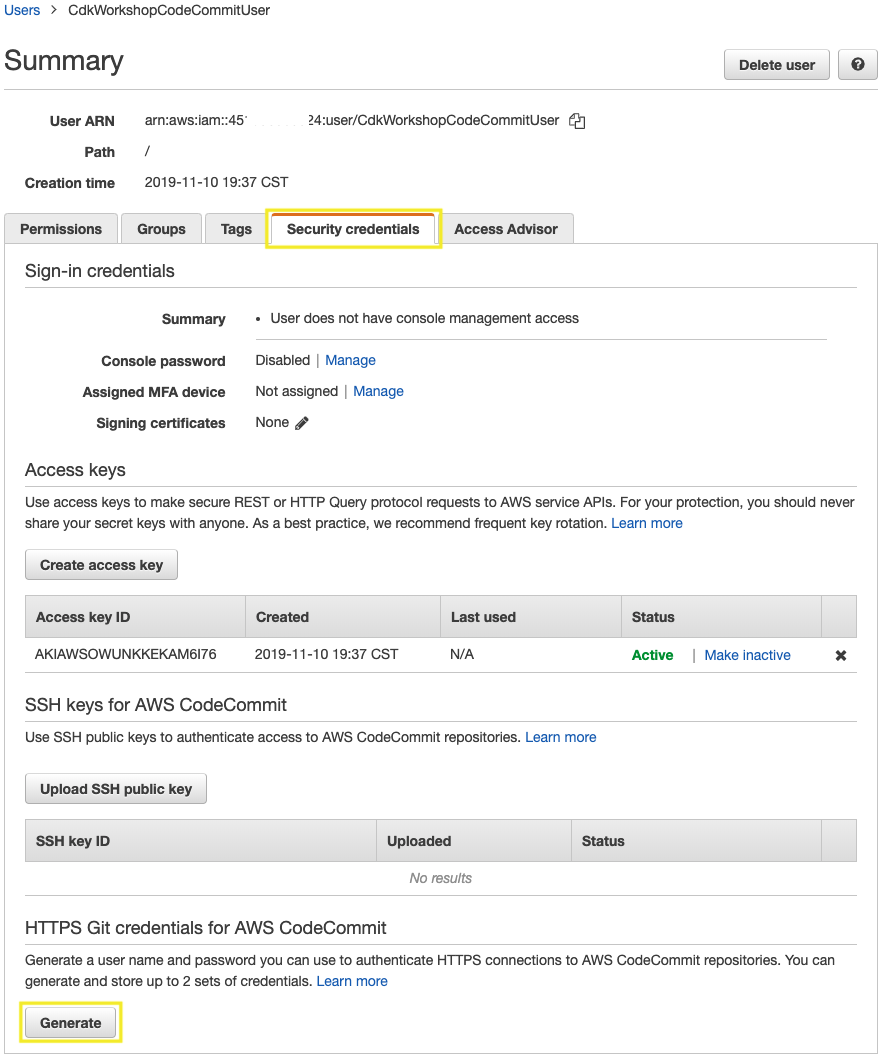 Users > CdkWorkshopCodeCommitUser
Summary
Delete user
User ARN arn:aws:iam::45 24:user/CdkWorkshopCodeCommitUser
Path /
Creation time 2019-11-10 19:37 CST
Permissions Groups Tags Security credentials Access Advisor
Sign-in credentials
Summary • User does not have console management access
Console password Disabled | Manage
Assigned MFA device Not assigned | Manage
Signing certificates None
Access keys
Use access keys to make secure REST or HTTP Query protocol requests to AWS service APIs. For your protection, you should never
share your secret keys with anyone. As a best practice, we recommend frequent key rotation. Learn more
Create access key
Access key ID Created Last used Status
AKIAWSOWUNKKEKAM6I76 2019-11-10 19:37 CST N/A Active | Make inactive
SSH keys for AWS CodeCommit
Use SSH public keys to authenticate access to AWS CodeCommit repositories. Learn more
Upload SSH public key
SSH key ID Uploaded Status
No results
HTTPS Git credentials for AWS CodeCommit
Generate a user name and password you can use to authenticate HTTPS connections to AWS CodeCommit repositories. You can
generate and store up to 2 sets of credentials. Learn more
Generate